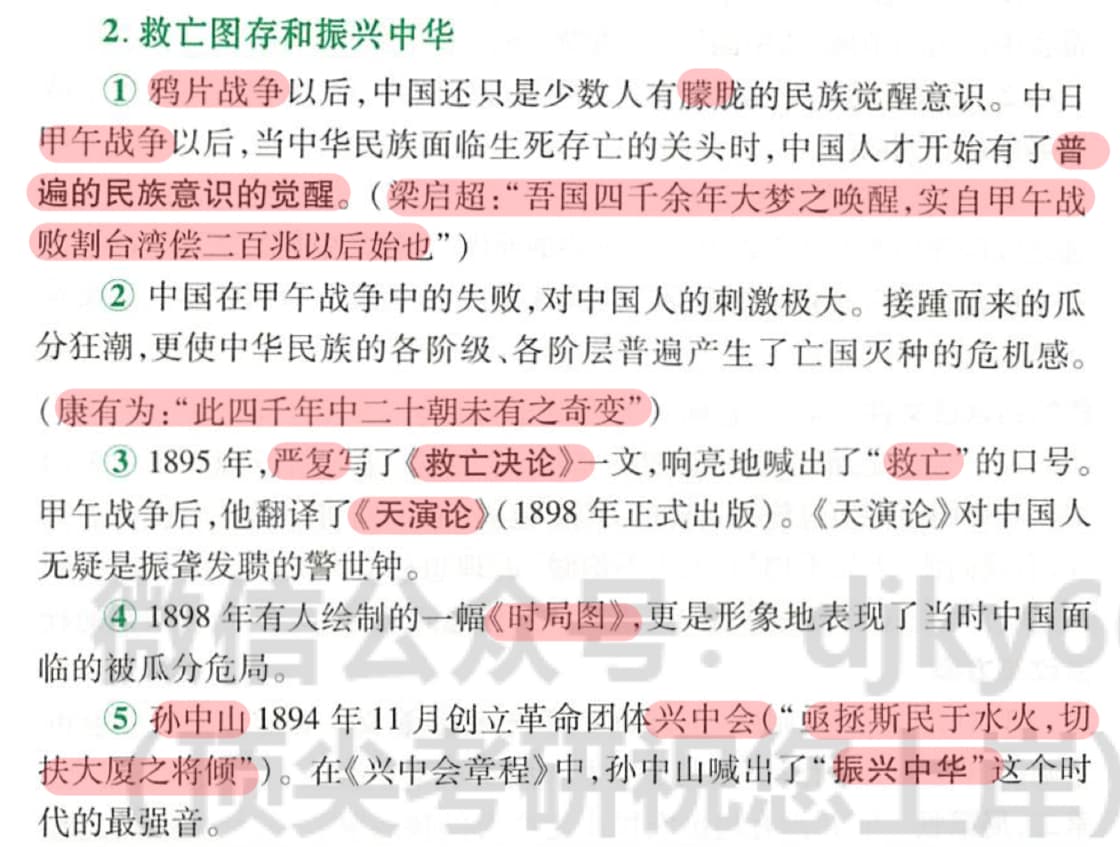 2. 救亡图存和振兴中华
① 鸦片战争以后,中国还只是少数人有朦胧的民族觉醒意识。中日
甲午战争以后,当中华民族面临生死存亡的关头时,中国人才开始有了普
遍的民族意识的觉醒。(梁启超:“吾国四千余年大梦之唤醒,实自甲午战
败割台湾偿二百兆以后始也”)
② 中国在甲午战争中的失败,对中国人的刺激极大。接踵而来的瓜
分狂潮,更使中华民族的各阶级、各阶层普遍产生了亡国灭种的危机感。
(康有为:“此四千年中二十朝未有之奇变”)
③ 1895 年,严复写了《救亡决论》一文,响亮地喊出了“救亡”的口号。
甲午战争后,他翻译了《天演论》(1898 年正式出版)。《天演论》对中国人
无疑是振聋发聩的警世钟。
④ 1898 年有人绘制的一幅《时局图》,更是形象地表现了当时中国面
临的被瓜分危局。
⑤ 孙中山 1894 年 11 月创立革命团体兴中会(“亟拯斯民于水火,切
扶大厦之将倾”)。在《兴中会章程》中,孙中山喊出了“振兴中华”这个时
代的最强音。
微信公众号:djky6
(顶尖考研祝您上岸)